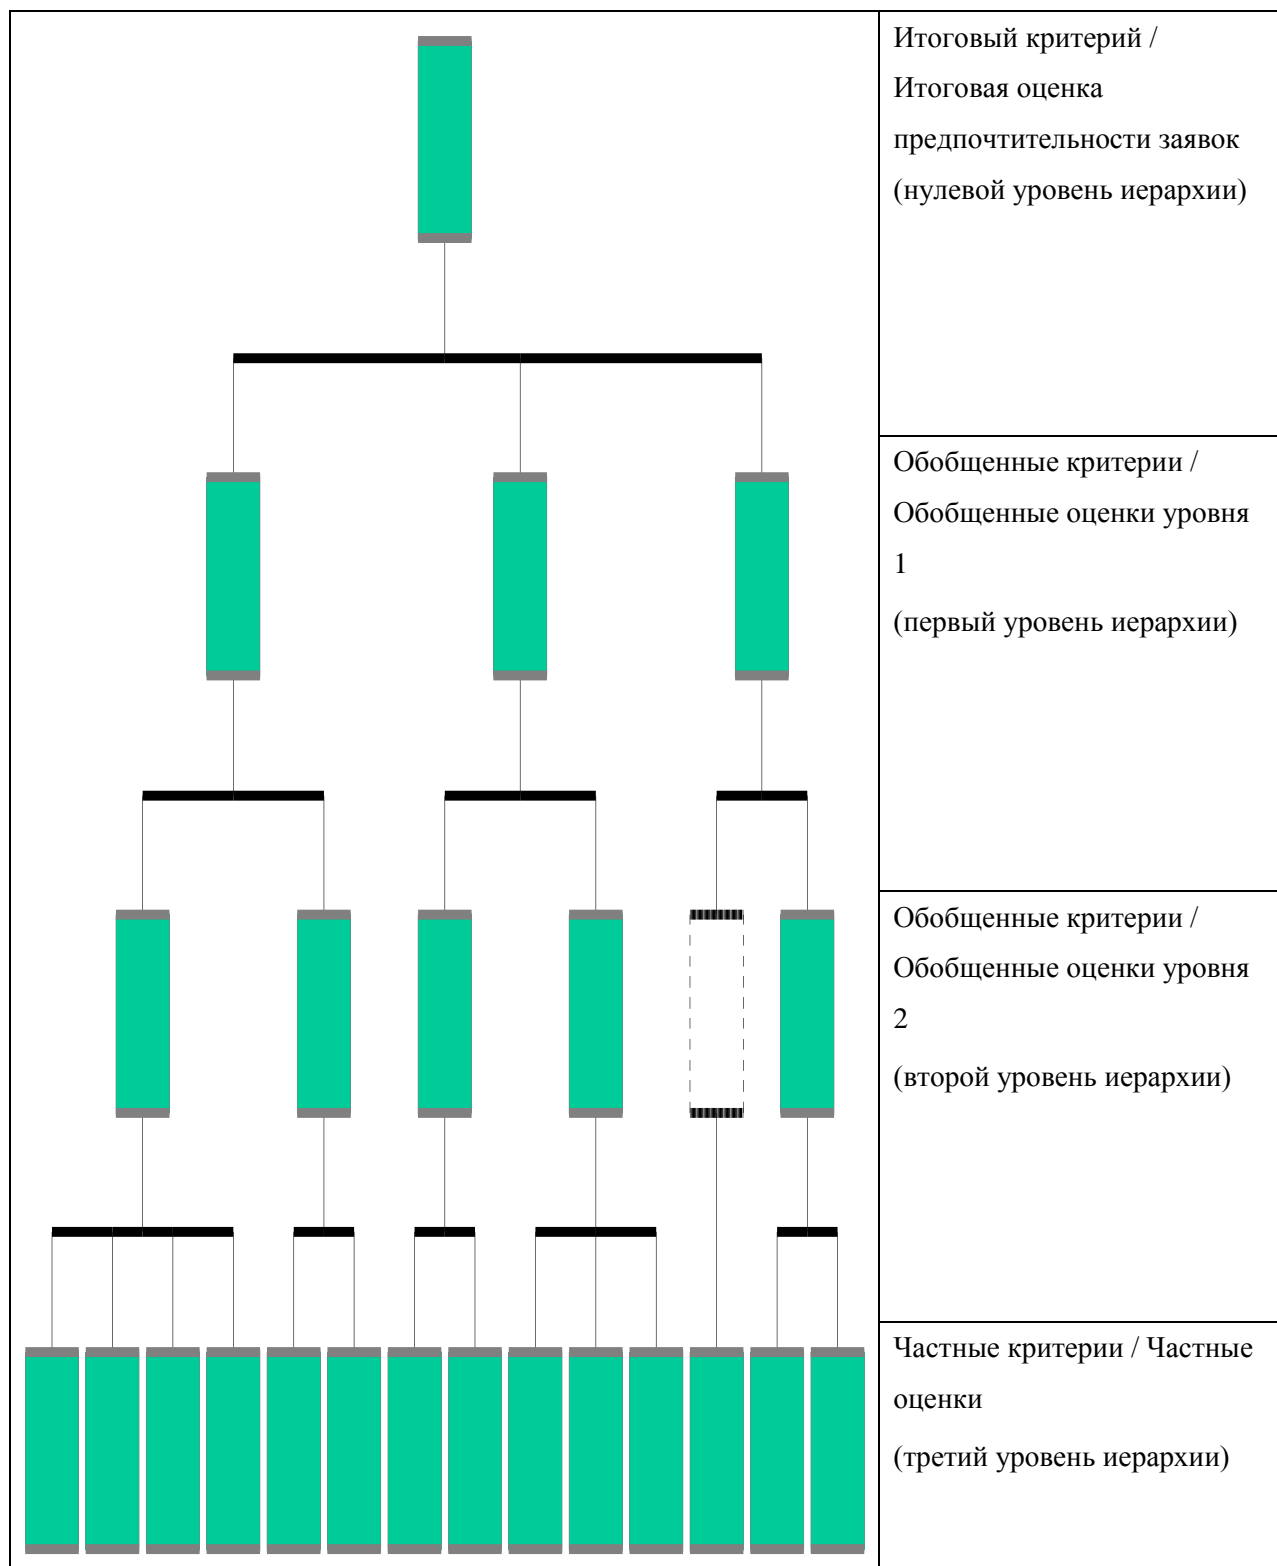 Итоговый критерий /
Итоговая оценка
предпочтительности заявок
(нулевой уровень иерархии)
Обобщенные критерии /
Обобщенные оценки уровня
1
(первый уровень иерархии)
Обобщенные критерии /
Обобщенные оценки уровня
2
(второй уровень иерархии)
Частные критерии / Частные
оценки
(третий уровень иерархии)